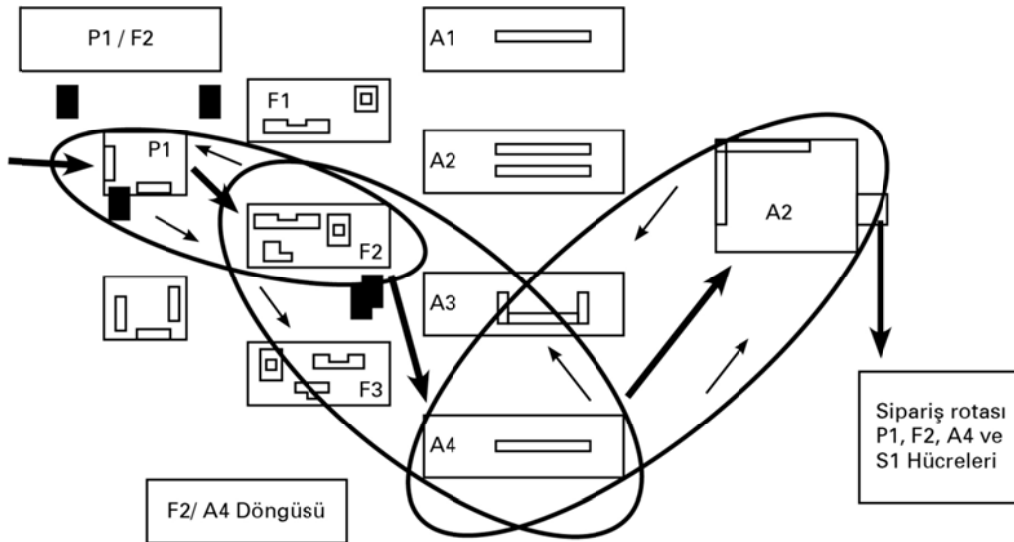 P1 / F2
A1
F1
P1
A2
F2
A2
A3
F3
A4
Sipariş rotası
P1, F2, A4 ve
S1 Hücreleri
F2/ A4 Döngüsü